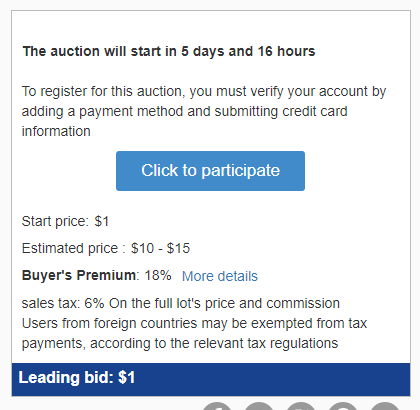 The auction will start in 5 days and 16 hours
To register for this auction, you must verify your account by
adding a payment method and submitting credit card
information
Click to participate
Start price: $1
Estimated price : $10 - $15
Buyer's Premium: 18% More details
sales tax: 6% On the full lot's price and commission
Users from foreign countries may be exempted from tax
payments, according to the relevant tax regulations
Leading bid: $1